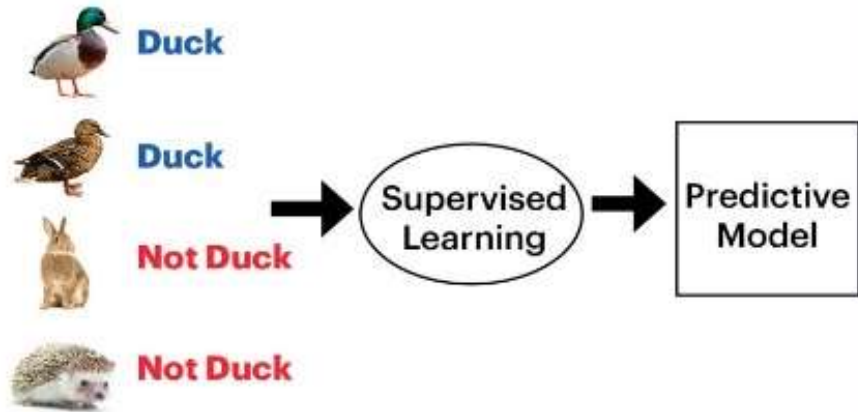 Duck
Duck
Not Duck
Not Duck
Supervised
Learning
Predictive
Model